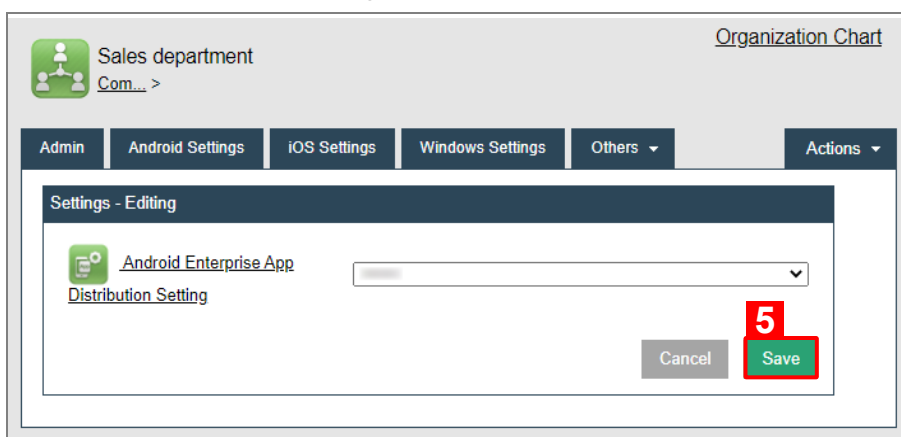 Organization Chart
Sales department
Com... >
Admin
Android Settings
iOS Settings
Windows Settings
Others
Actions
Settings - Editing
Android Enterprise App
Distribution Setting
5
Cancel
Save